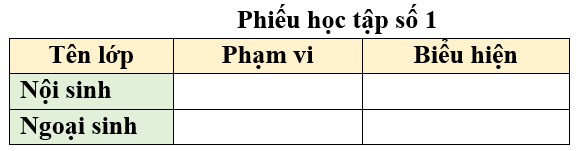 Phiếu học tập số 1
Tên lớp Phạm vi Biểu hiện
Nội sinh
Ngoại sinh